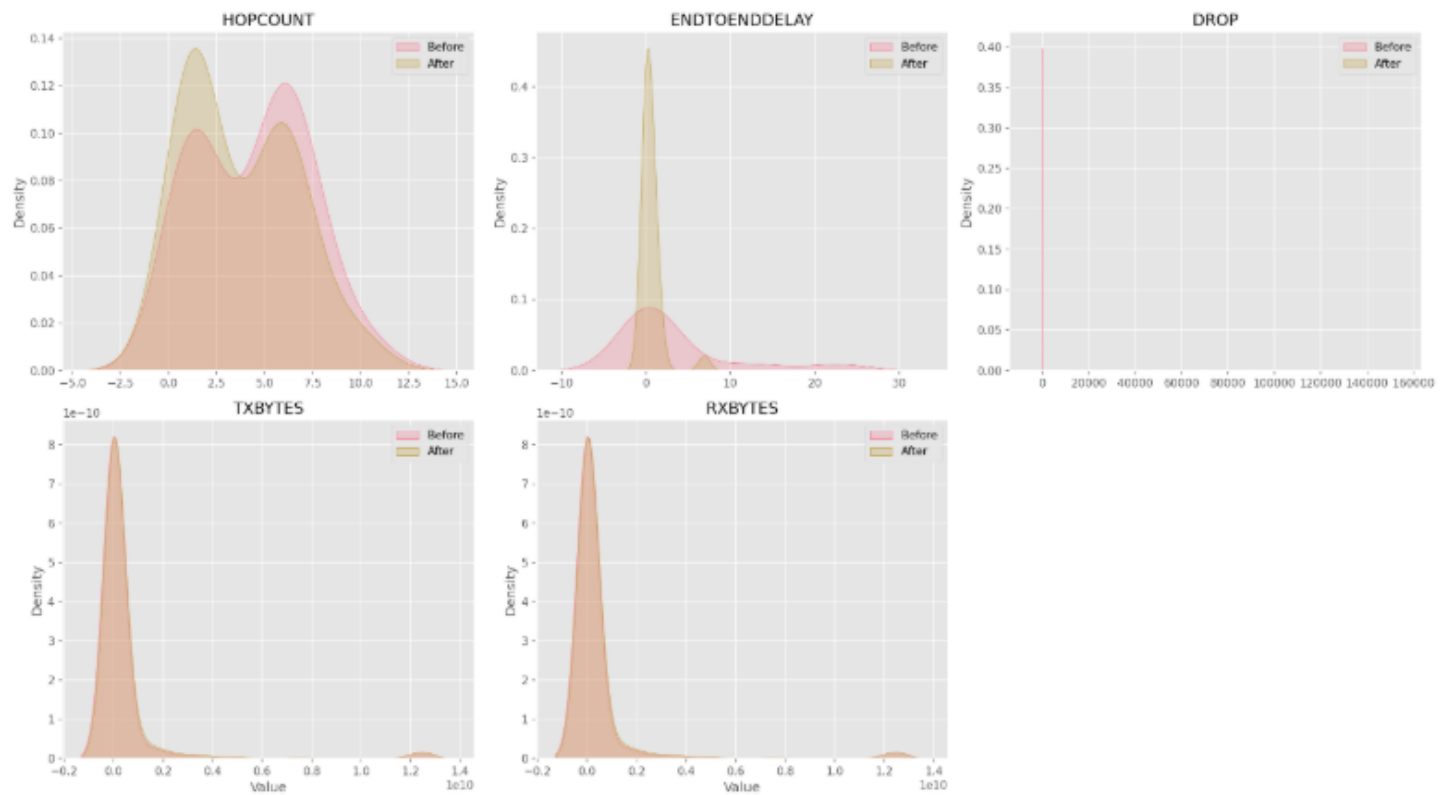 HOPCOUNT
0.14
0.12
0.10
0.08
0.06
0.04
0.02
0.00
Density
Before
After
−5.0 −2.5 0.0 2.5 5.0 7.5 10.0 12.5 15.0
ENDTOENDDELAY
0.4
0.3
0.2
0.1
0.0
Density
Before
After
−10 0 10 20 30
DROP
0.40
0.35
0.30
0.25
0.20
0.15
0.10
0.05
0.00
Density
Before
After
0 20000 40000 60000 80000 100000 120000 140000 160000
1e−10
TXBYTES
8
7
6
5
4
3
2
1
0
Density
Before
After
−0.2 0.0 0.2 0.4 0.6 0.8 1.0 1.2 1.4
Value
1e10
1e−10
RXBYTES
8
7
6
5
4
3
2
1
0
Density
Before
After
−0.2 0.0 0.2 0.4 0.6 0.8 1.0 1.2 1.4
Value
1e10